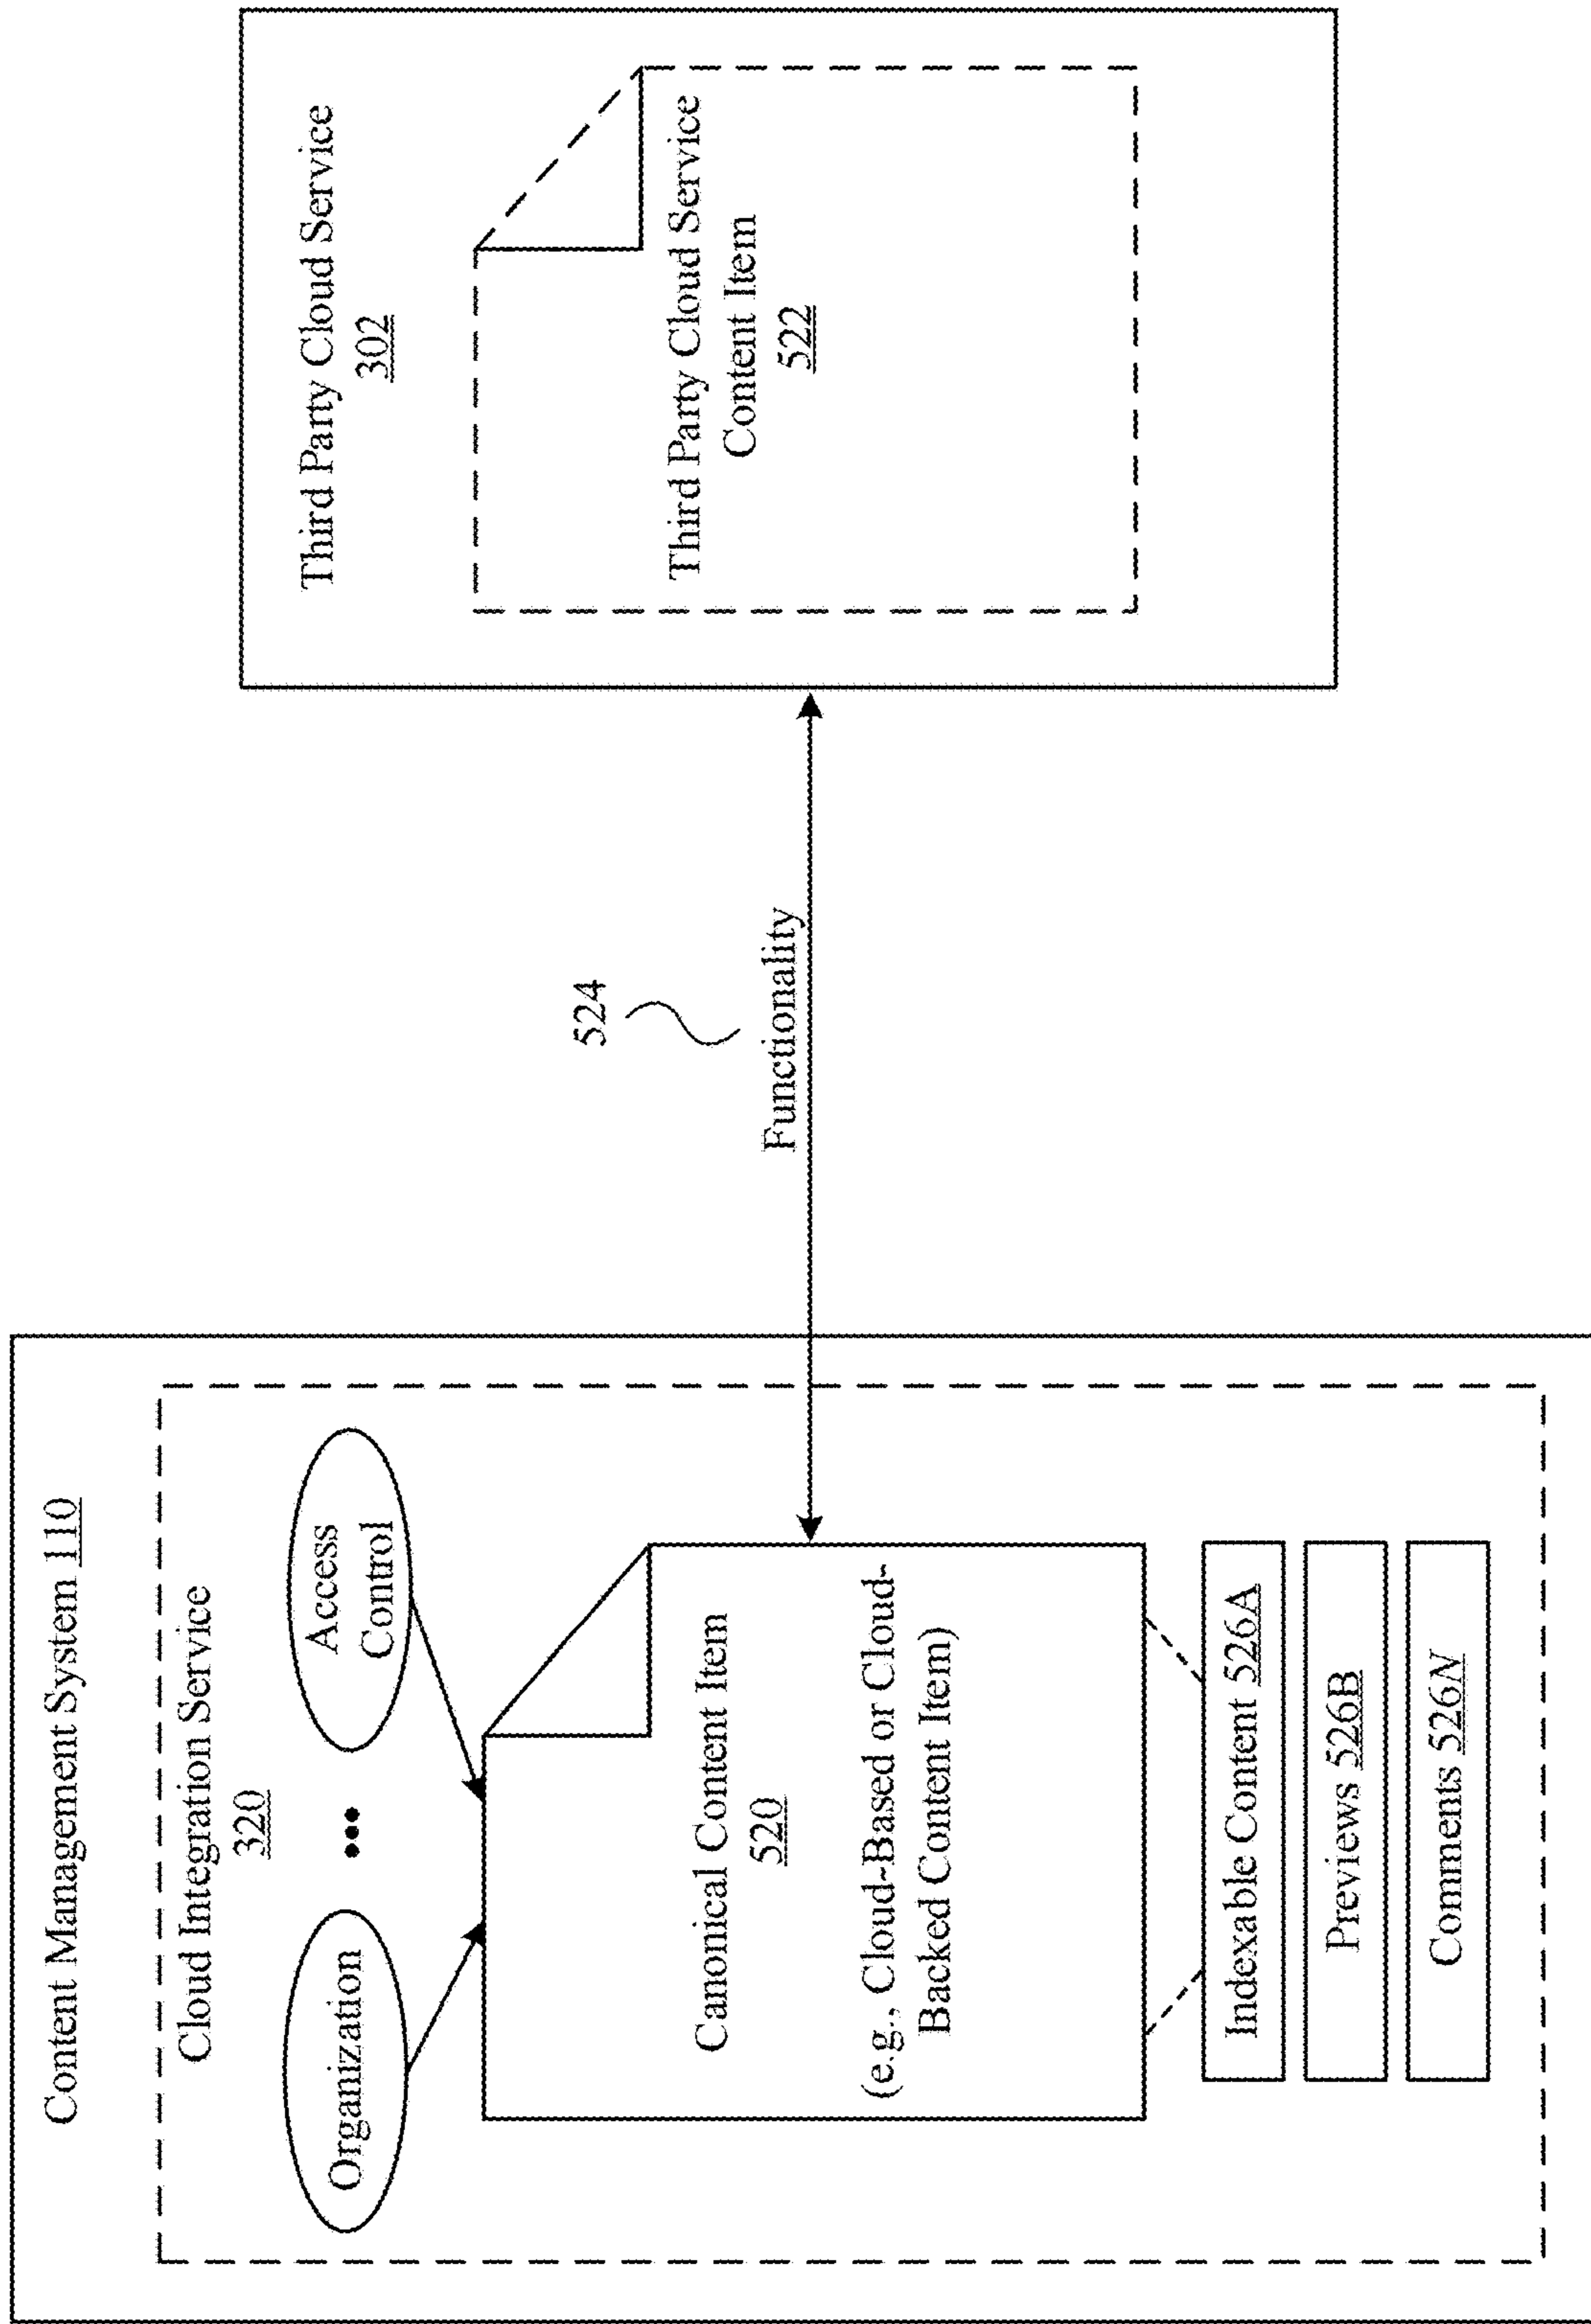 Content Management System 110
Cloud Integration Service
320
Organization
•••
Access
Control
Canonical Content Item
520
(e.g., Cloud-Based or Cloud-
Backed Content Item)
Indexable Content 526A
Previews 526B
Comments 526N
524
Functionality
Third Party Cloud Service
302
Third Party Cloud Service
Content Item
522